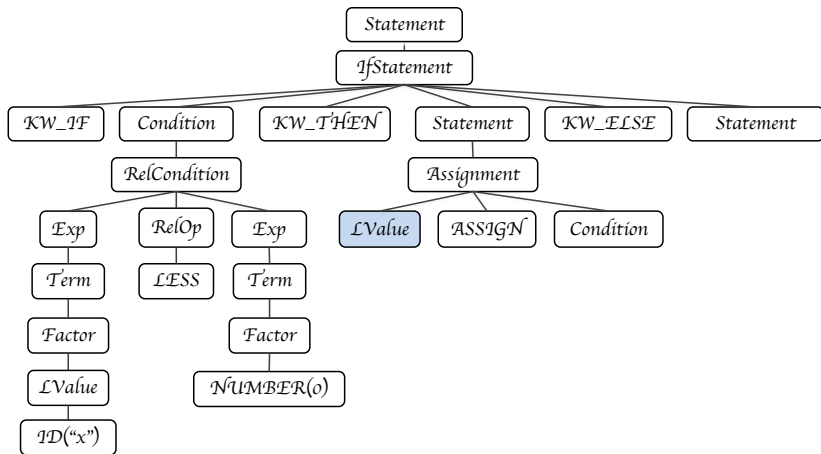 Statement
IfStatement
KW_IF Condition KW_THEN Statement KW_ELSE Statement
RelCondition Assignment
Exp RelOp Exp LValue ASSIGN Condition
Term LESS Term
Factor Factor
LValue NUMBER(0)
ID(“x”)